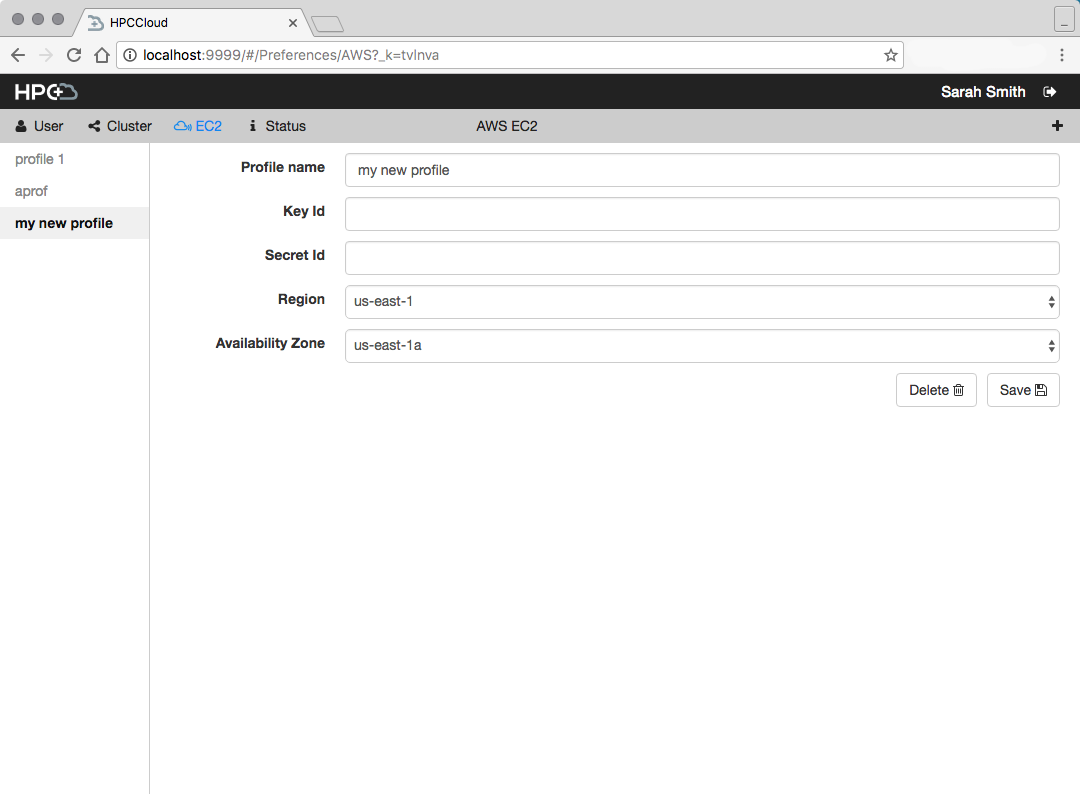 HPCCloud
localhost:9999/#/Preferences/AWS?_k=tvlnva
HPC
Sarah Smith
User Cluster EC2 Status AWS EC2
profile 1
aprof
my new profile
Profile name my new profile
Key Id
Secret Id
Region us-east-1
Availability Zone us-east-1a
Delete Save